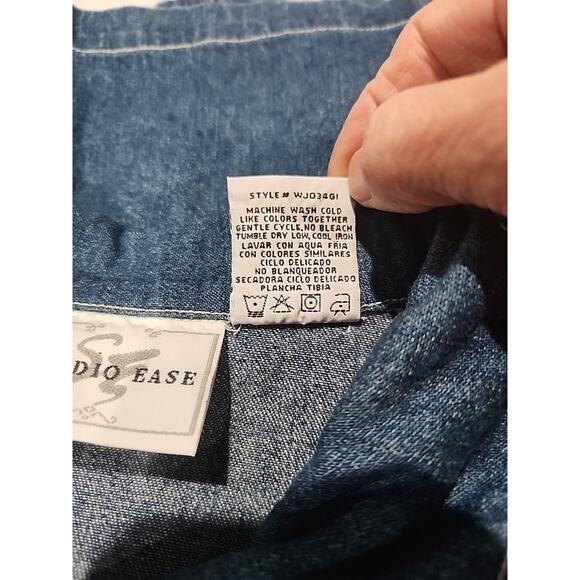 STYLE# WJ034GI
MACHINE WASH COLD
LIKE COLORS TOGETHER
GENTLE CYCLE, NO BLEACH
TUMBLE DRY LOW, COOL IRON
LAVAR CON AQUA FRIA
CON COLORES SIMILARES
CICLO DELICADO
NO BLANQUEADOR
SECADORA CICLO DELICADO
PLANCHA TIBIA
DIO EASE